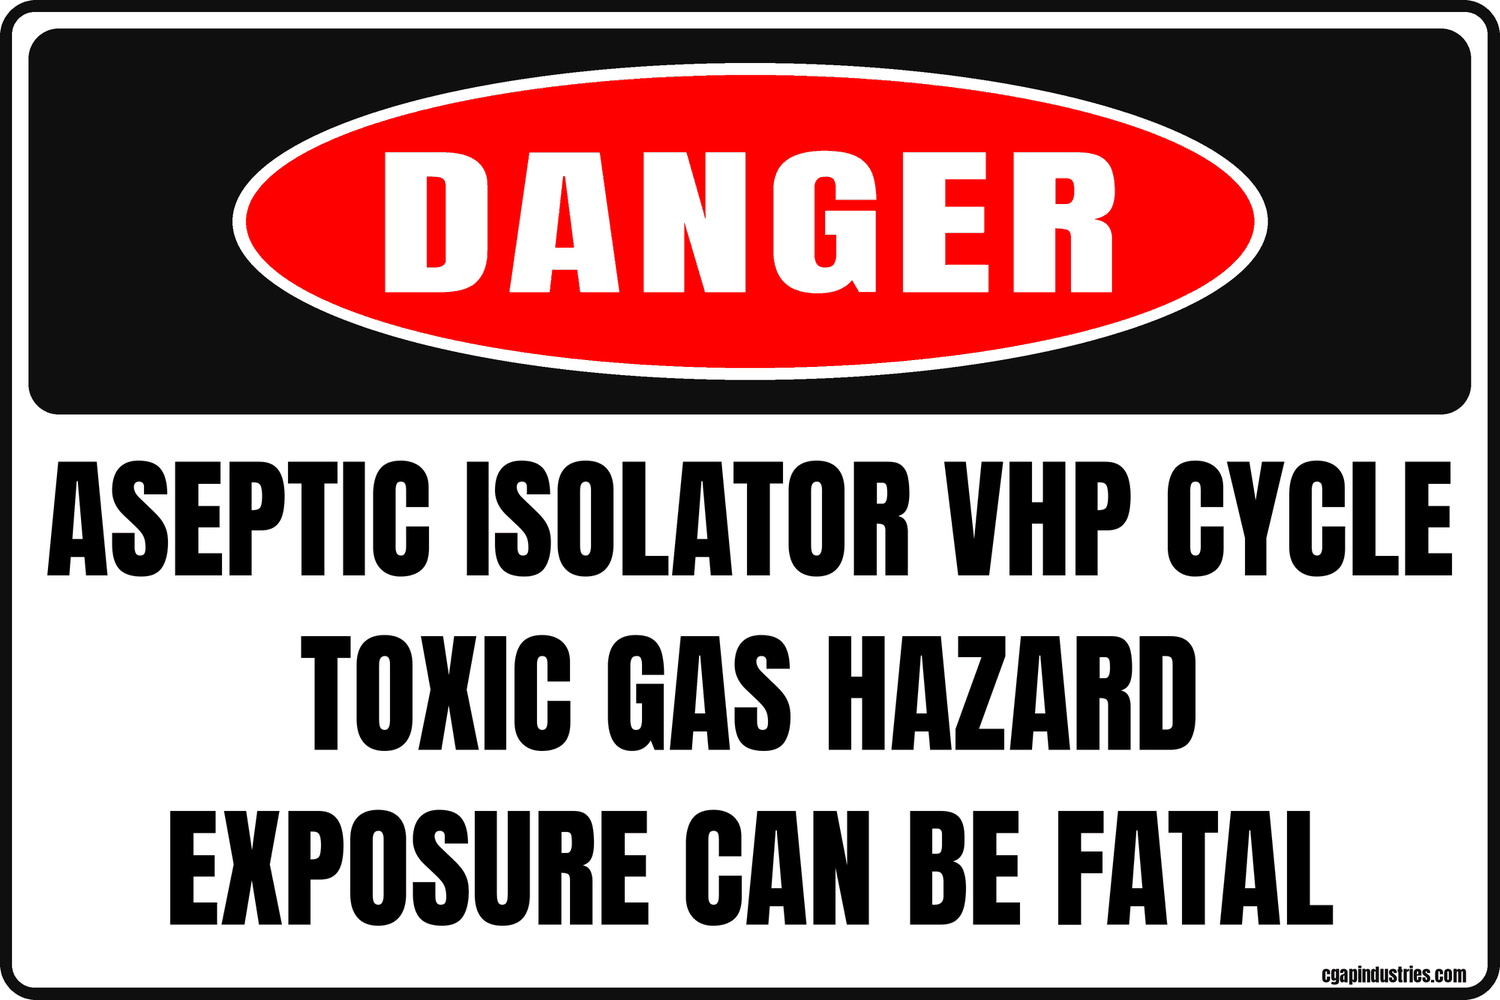 DANGER
ASEPTIC ISOLATOR VHP CYCLE
TOXIC GAS HAZARD
EXPOSURE CAN BE FATAL
cgapindustries.com